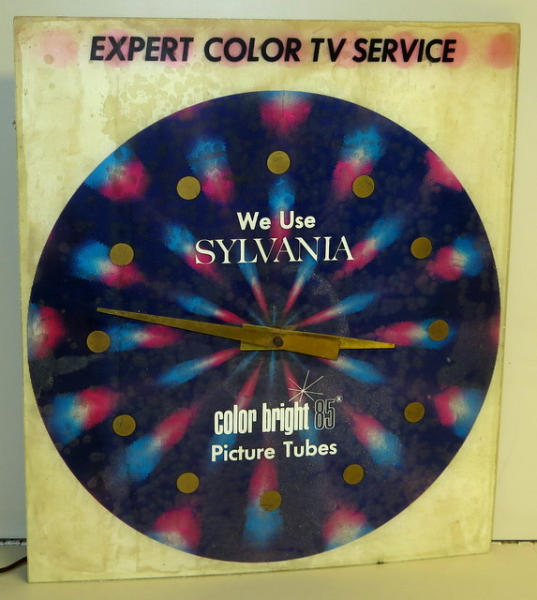 EXPERT COLOR TV SERVICE
We Use
SYLVANIA
color bright 85®
Picture Tubes